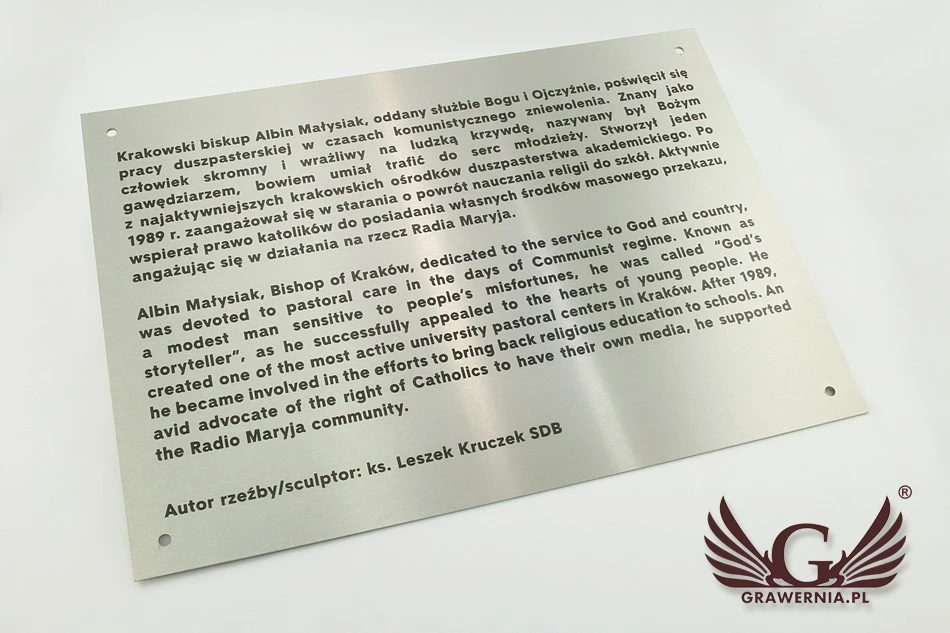 Krakowski biskup Albin Małysiak, oddany służbie Bogu i Ojczyźnie, poświęcił się
pracy duszpasterskiej w czasach komunistycznego zniewolenia. Znany jako
człowiek skromny i wrażliwy na ludzką krzywdę, nazywany był Bożym
gawędziarzem, bowiem umiał trafić do serc młodzieży. Stworzył jeden
z najaktywniejszych krakowskich ośrodków duszpasterstwa akademickiego. Po
1989 r. zaangażował się w starania o powrót nauczania religii do szkół. Aktywnie
wspierał prawo katolików do posiadania własnych środków masowego przekazu,
angażując się w działania na rzecz Radia Maryja.
Albin Małysiak, Bishop of Kraków, dedicated to the service to God and country,
was devoted to pastoral care in the days of Communist regime. Known as
a modest man sensitive to people's misfortunes, he was called "God's
storyteller", as he successfully appealed to the hearts of young people. He
created one of the most active university pastoral centers in Kraków. After 1989,
he became involved in the efforts to bring back religious education to schools. An
avid advocate of the right of Catholics to have their own media, he supported
the Radio Maryja community.
Autor rzeźby/sculptor: ks. Leszek Kruczek SDB
G ®
GRAWERNIA.PL